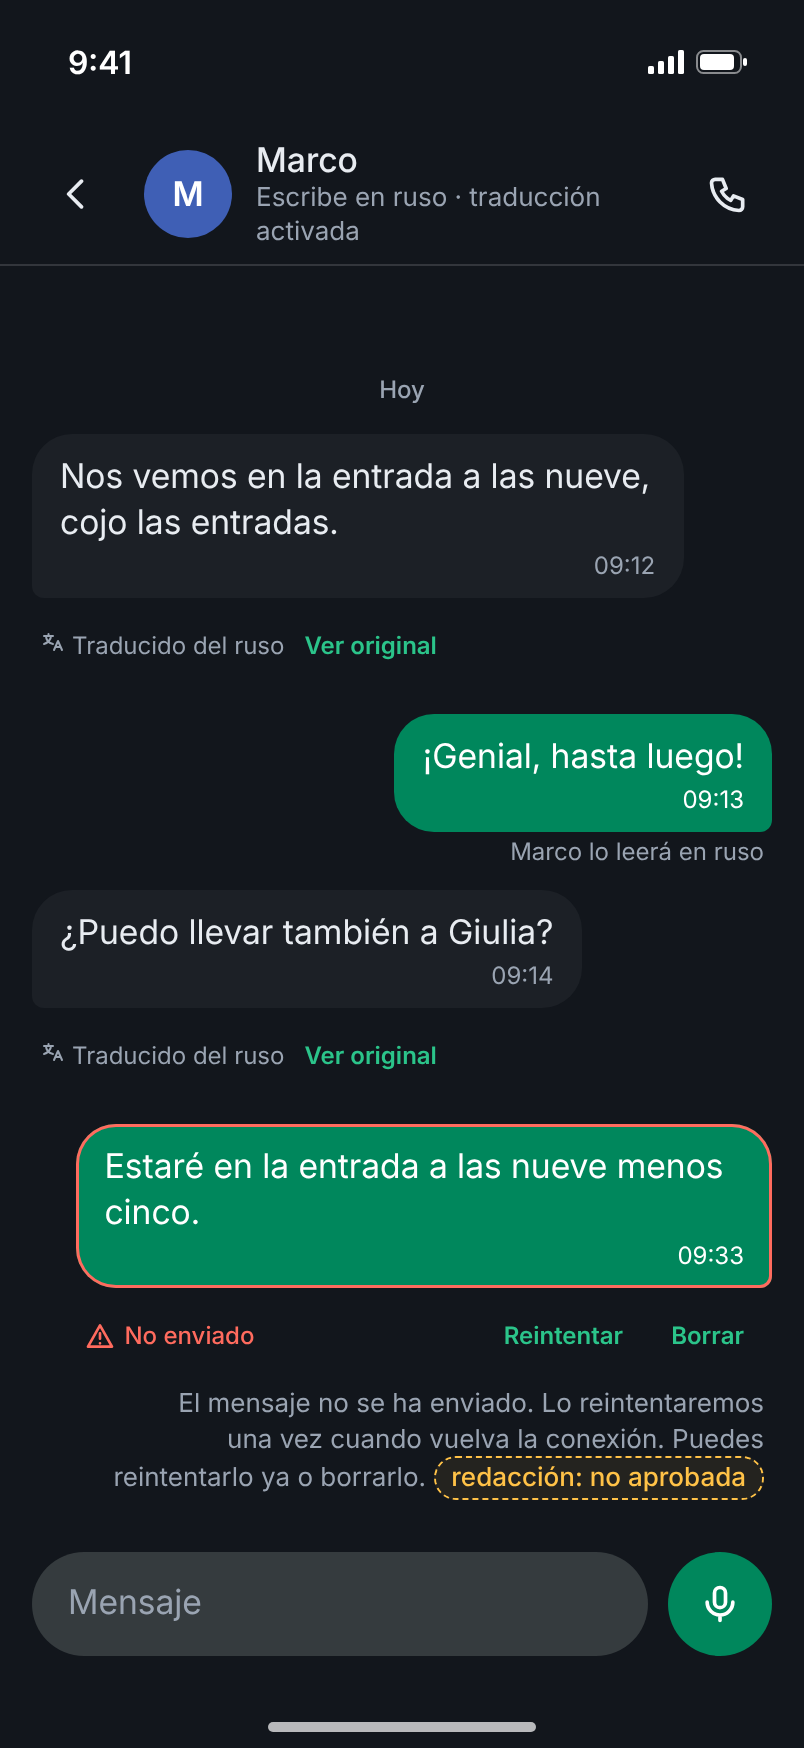 9:41
M
Marco
Escribe en ruso · traducción
activada
Hoy
Nos vemos en la entrada a las nueve,
cojo las entradas.
09:12
Traducido del ruso Ver original
¡Genial, hasta luego!
09:13
Marco lo leerá en ruso
¿Puedo llevar también a Giulia?
09:14
Traducido del ruso Ver original
Estaré en la entrada a las nueve menos
cinco.
09:33
No enviado Reintentar Borrar
El mensaje no se ha enviado. Lo reintentaremos
una vez cuando vuelva la conexión. Puedes
reintentarlo ya o borrarlo. redacción: no aprobada
Mensaje